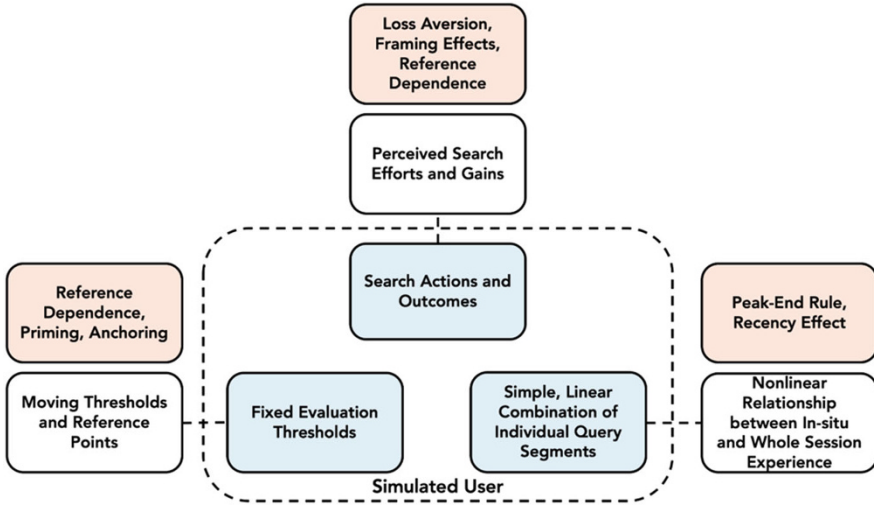 Loss Aversion,
Framing Effects,
Reference
Dependence
Perceived Search
Efforts and Gains
Search Actions and
Outcomes
Reference
Dependence,
Priming, Anchoring
Moving Thresholds
and Reference
Points
Fixed Evaluation
Thresholds
Simple, Linear
Combination of
Individual Query
Segments
Peak-End Rule,
Recency Effect
Nonlinear
Relationship
between In-situ
and Whole Session
Experience
Simulated User